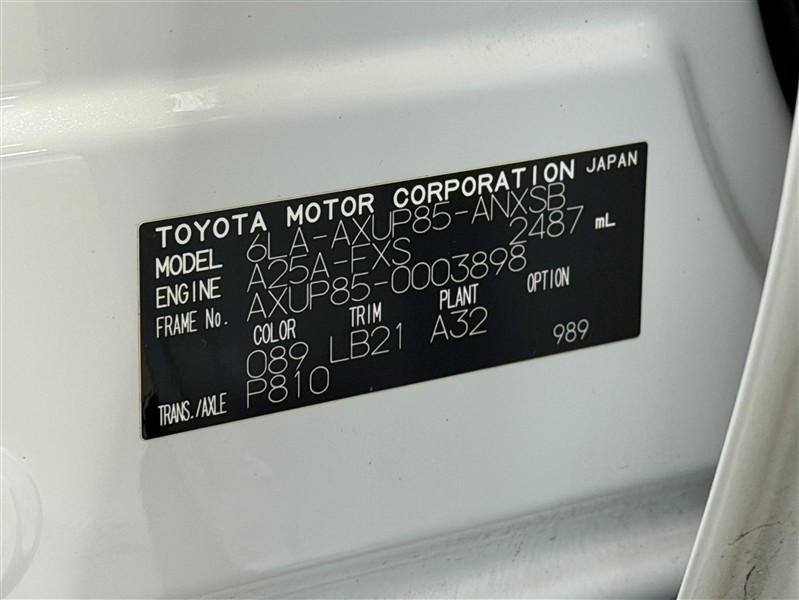 TOYOTA MOTOR CORPORATION JAPAN
MODEL 6LA-AXUP85-ANXSB
ENGINE A25A-FXS 2487 mL
FRAME No. AXUP85-0003898
COLOR TRIM PLANT OPTION
089 LB21 A32 989
TRANS./AXLE P810